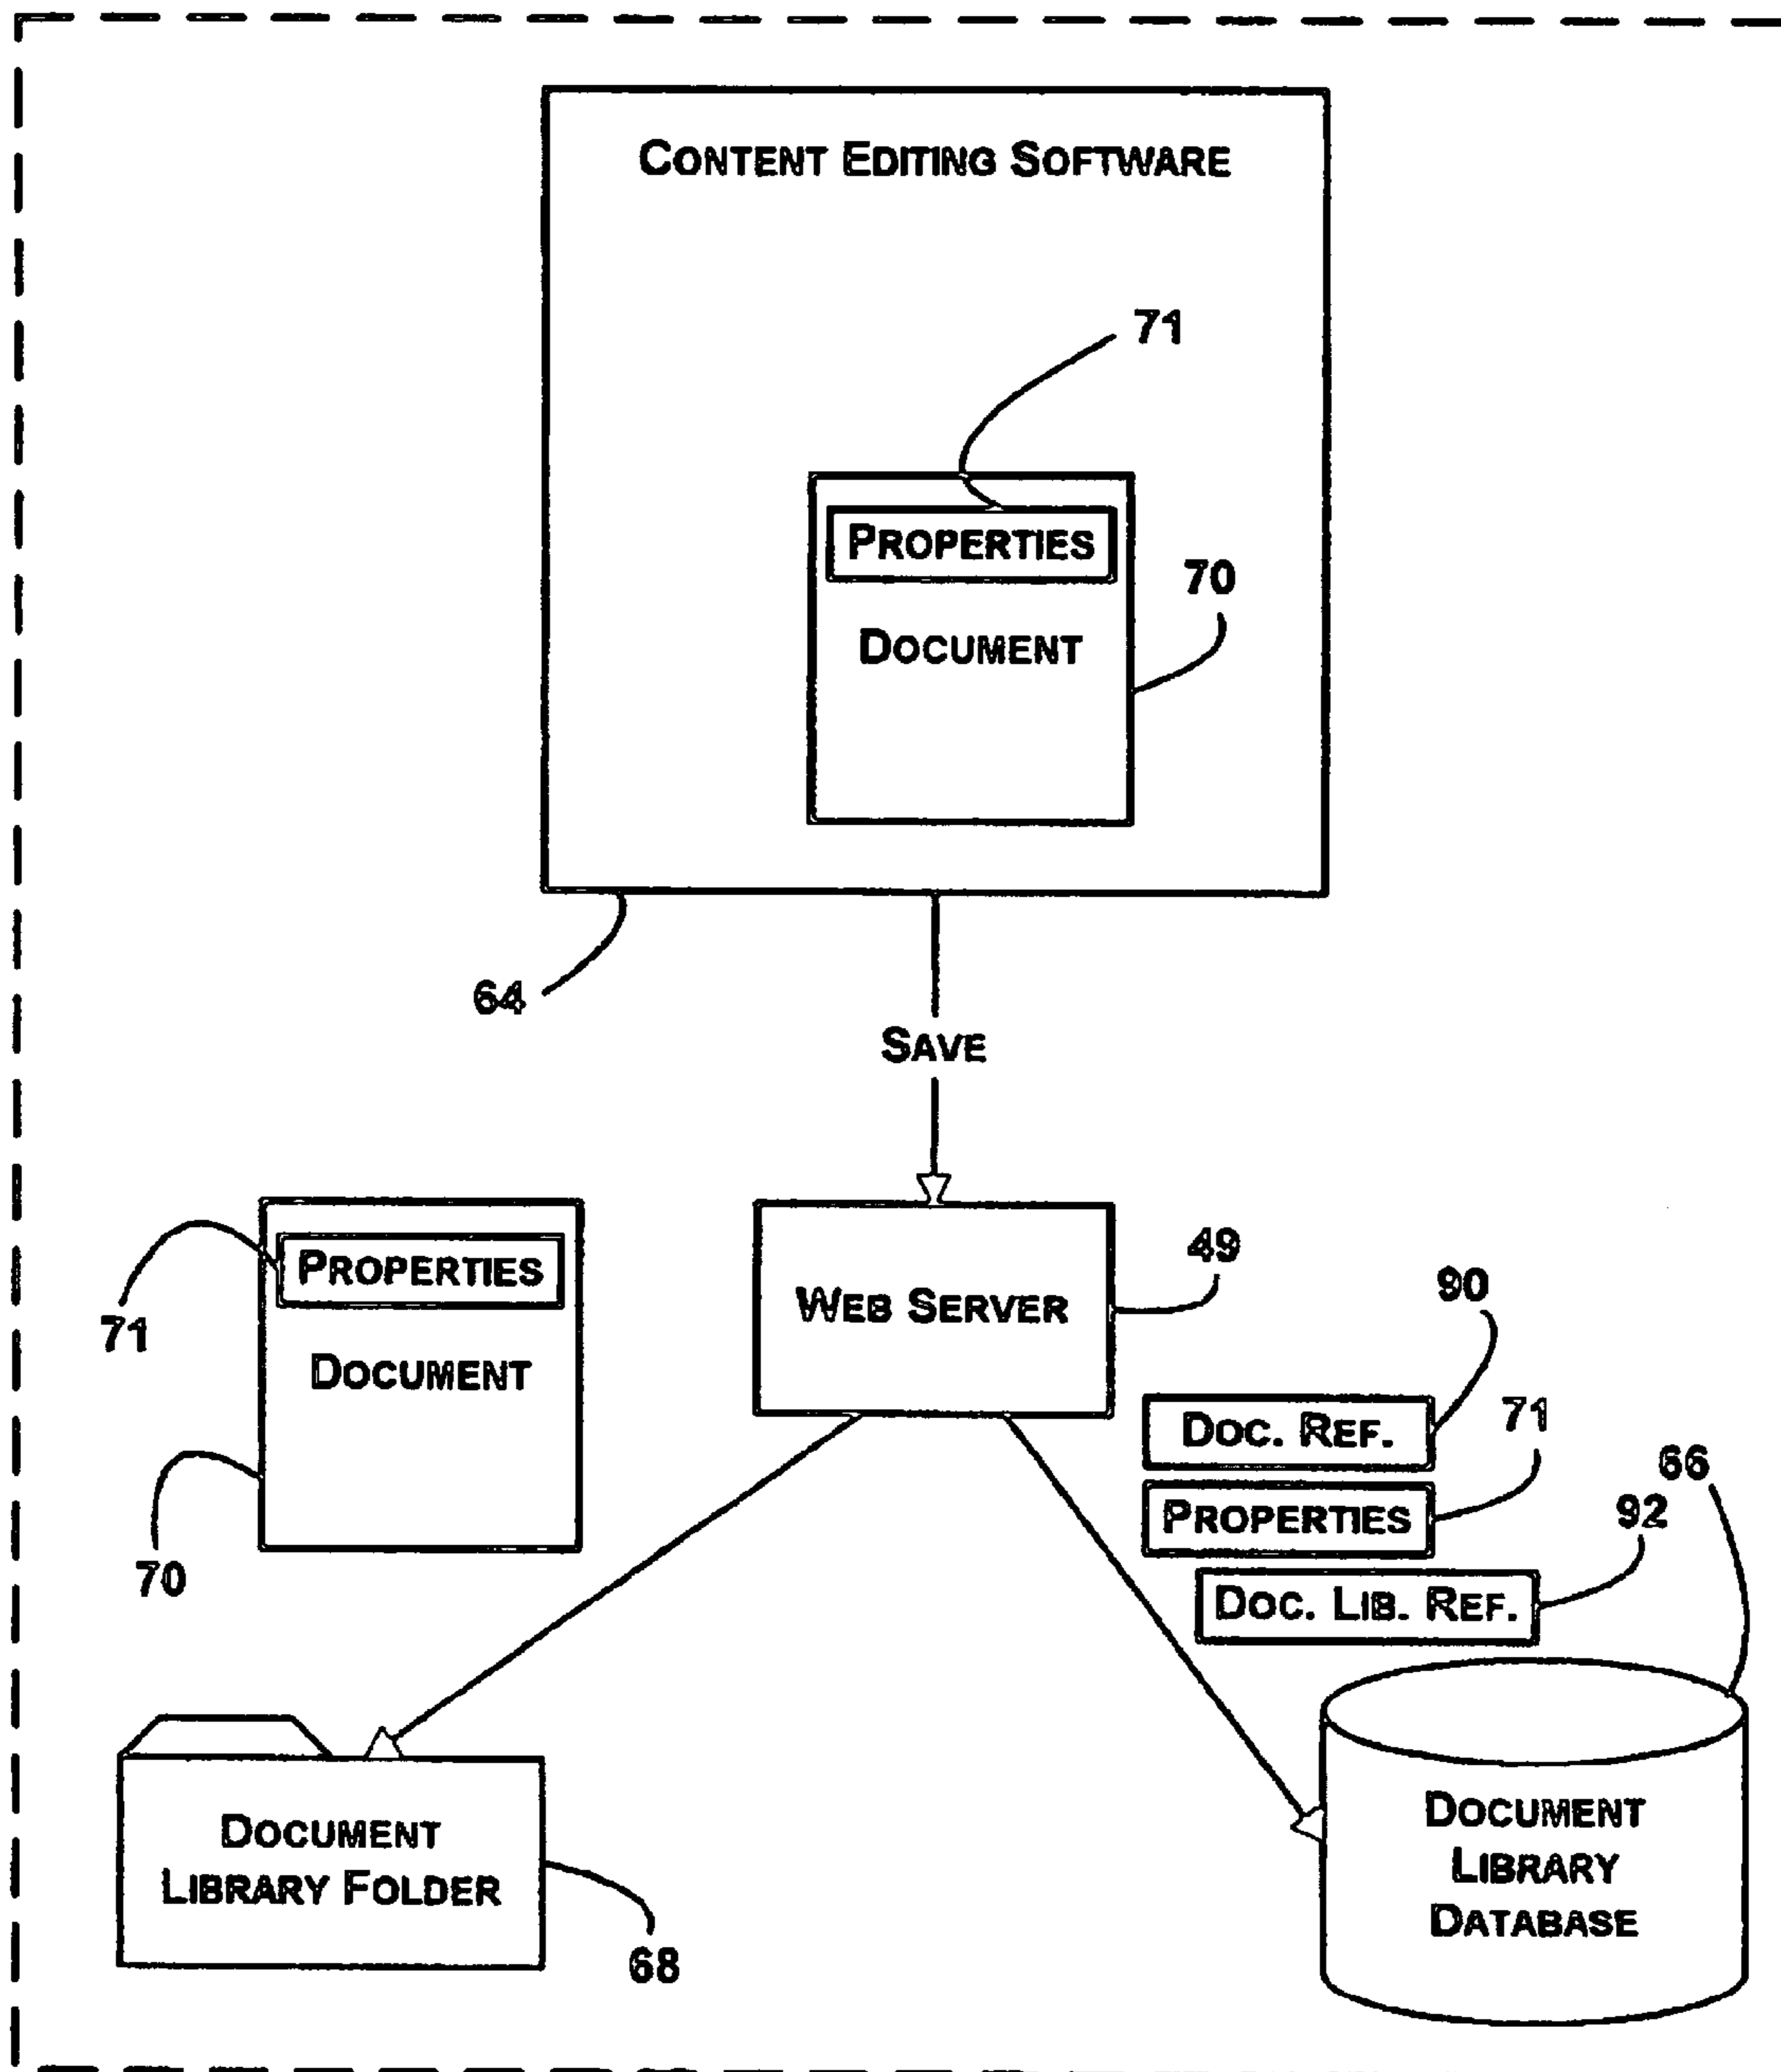 CONTENT EDITING SOFTWARE
71
PROPERTIES
70
DOCUMENT
64
SAVE
49
PROPERTIES
WEB SERVER
90
71
DOCUMENT
DOC. REF.
71
66
PROPERTIES
92
70
DOC. LIB. REF.
DOCUMENT
LIBRARY FOLDER
68
DOCUMENT
LIBRARY
DATABASE